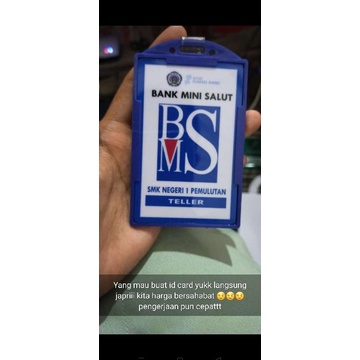 BANK MINI SALUT
BMS
SMK NEGERI 1 PEMULUTAN
TELLER
Yang mau buat id card yukk langsung
japriii kita harga bersahabat 😉😉😉
pengerjaan pun cepattt